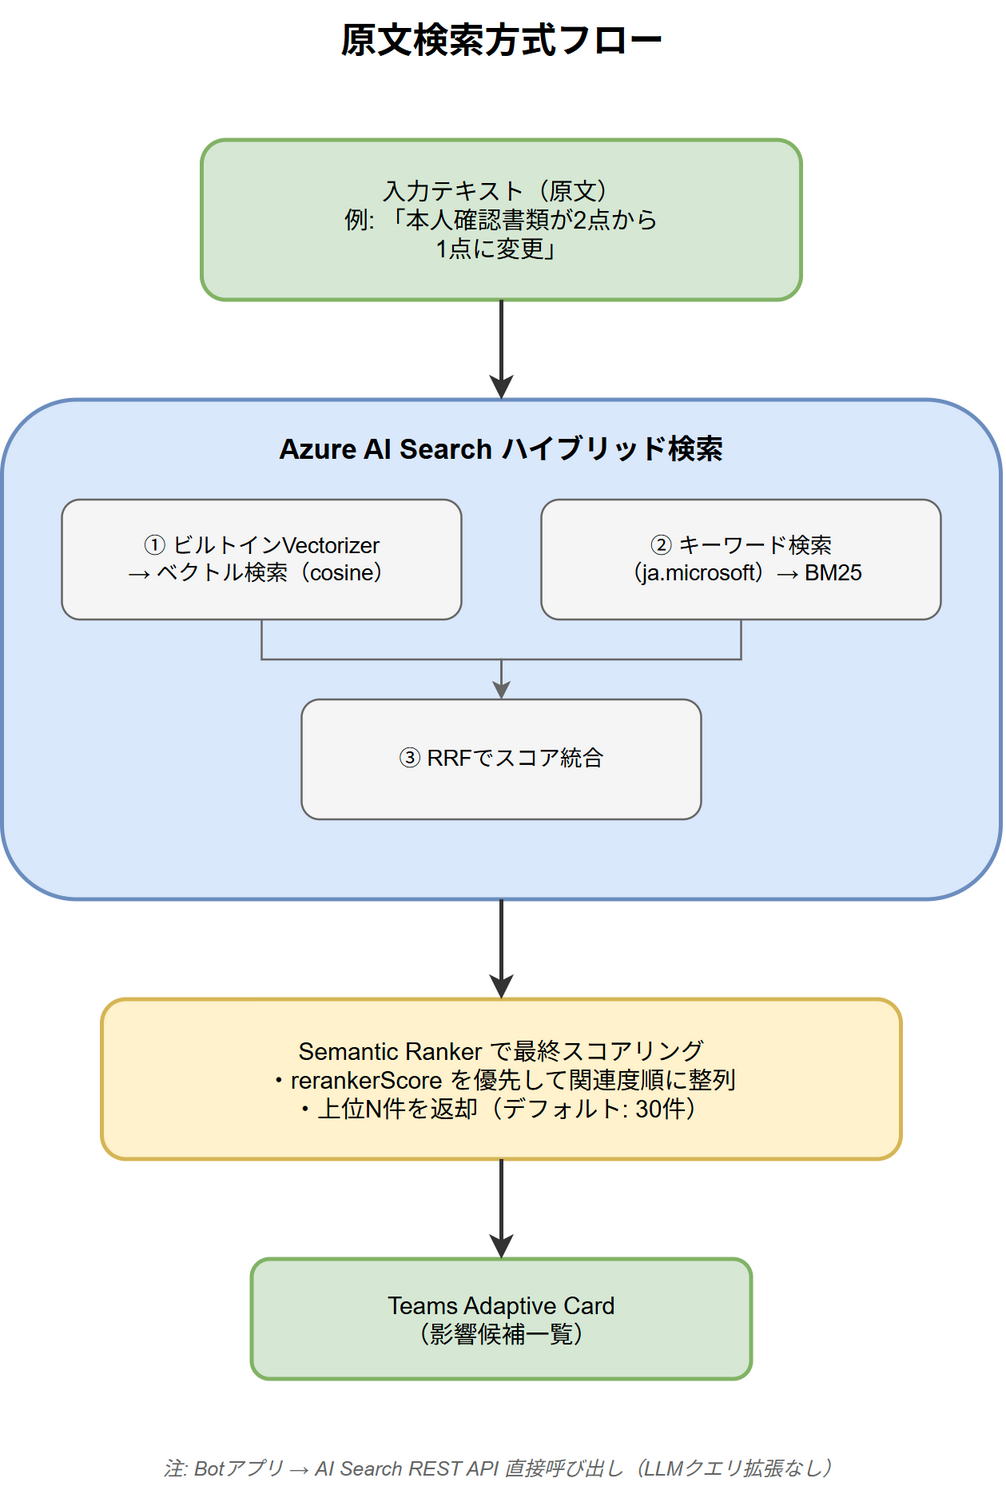 原文検索方式フロー
入力テキスト（原文）
例: 「本人確認書類が2点から
1点に変更」
Azure AI Search ハイブリッド検索
① ビルトインVectorizer
→ ベクトル検索（cosine）
② キーワード検索
（ja.microsoft）→ BM25
③ RRFでスコア統合
Semantic Ranker で最終スコアリング
・rerankerScore を優先して関連度順に整列
・上位N件を返却（デフォルト: 30件）
Teams Adaptive Card
（影響候補一覧）
注: Botアプリ → AI Search REST API 直接呼び出し（LLMクエリ拡張なし）